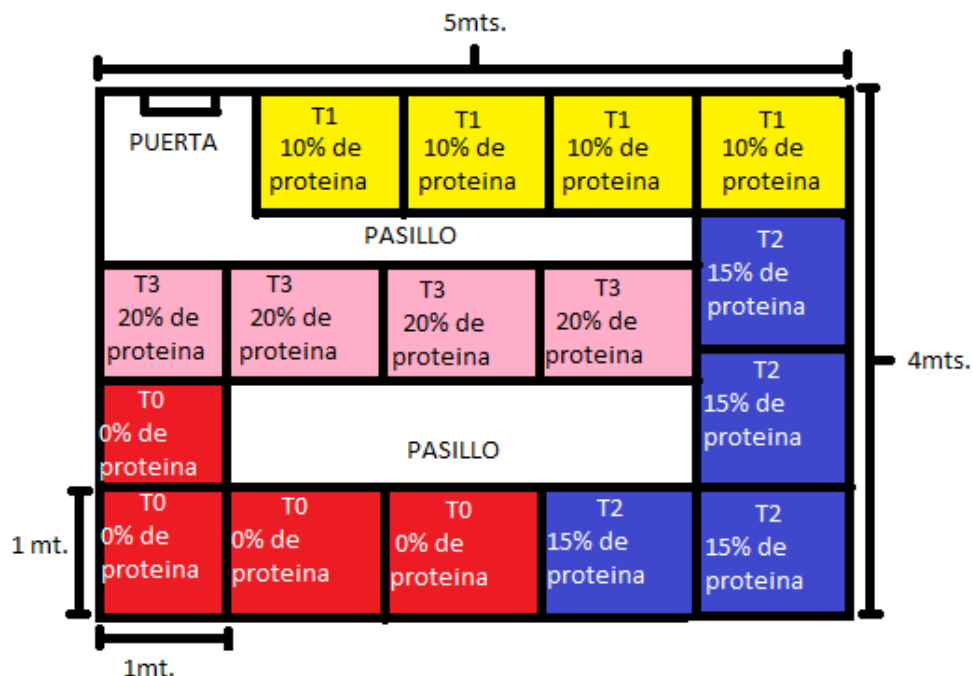 5mts.
PUERTA
T1
10% de
proteina
T1
10% de
proteina
T1
10% de
proteina
T1
10% de
proteina
PASILLO
T2
15% de
proteina
T3
20% de
proteina
T3
20% de
proteina
T3
20% de
proteina
T3
20% de
proteina
4mts.
T2
15% de
proteina
T0
0% de
proteina
PASILLO
1 mt.
T0
0% de
proteina
T0
0% de
proteina
T0
0% de
proteina
T2
15% de
proteina
T2
15% de
proteina
1mt.